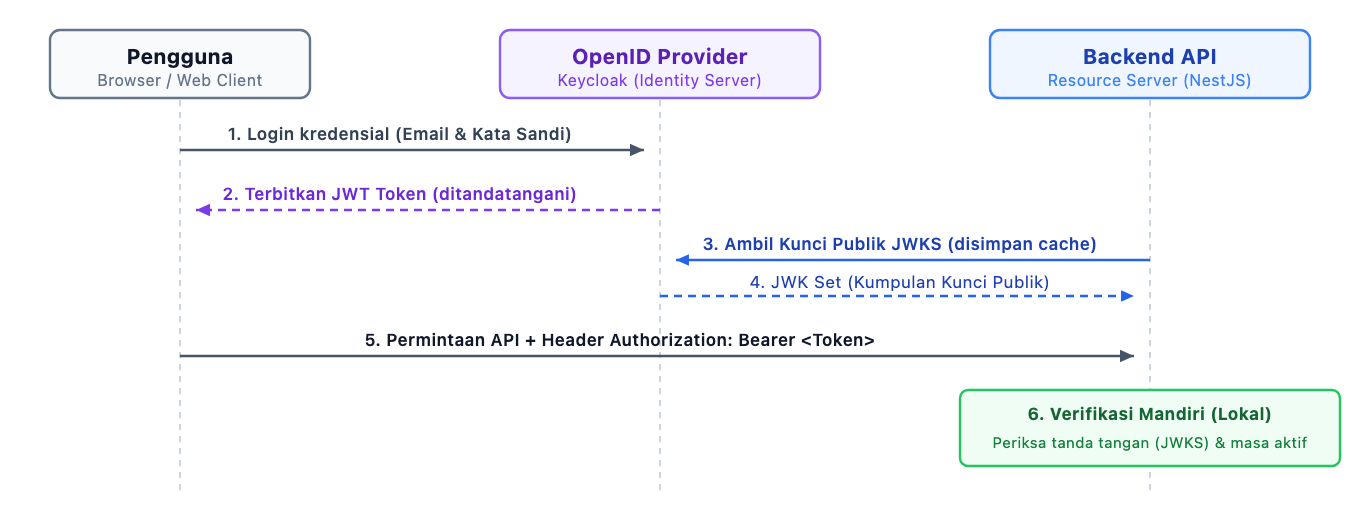 Pengguna
Browser / Web Client
OpenID Provider
Keycloak (Identity Server)
Backend API
Resource Server (NestJS)
1. Login kredensial (Email & Kata Sandi)
2. Terbitkan JWT Token (ditandatangani)
3. Ambil Kunci Publik JWKS (disimpan cache)
4. JWK Set (Kumpulan Kunci Publik)
5. Permintaan API + Header Authorization: Bearer <Token>
6. Verifikasi Mandiri (Lokal)
Periksa tanda tangan (JWKS) & masa aktif